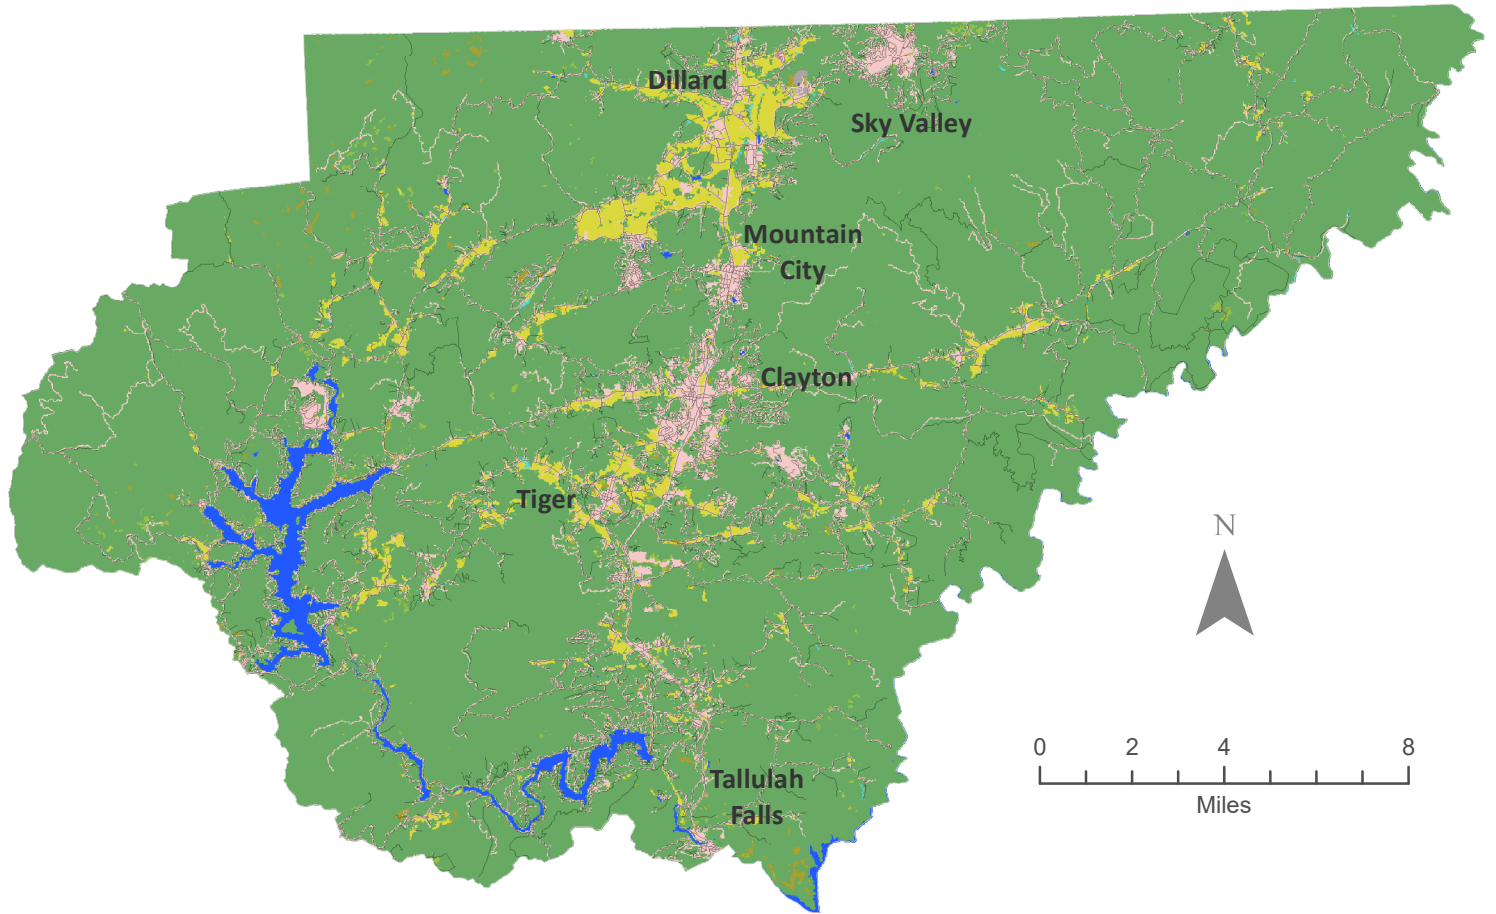 Dillard
Sky Valley
Mountain
City
Clayton
Tiger
N
0 2 4 8
Miles
Tallulah
Falls